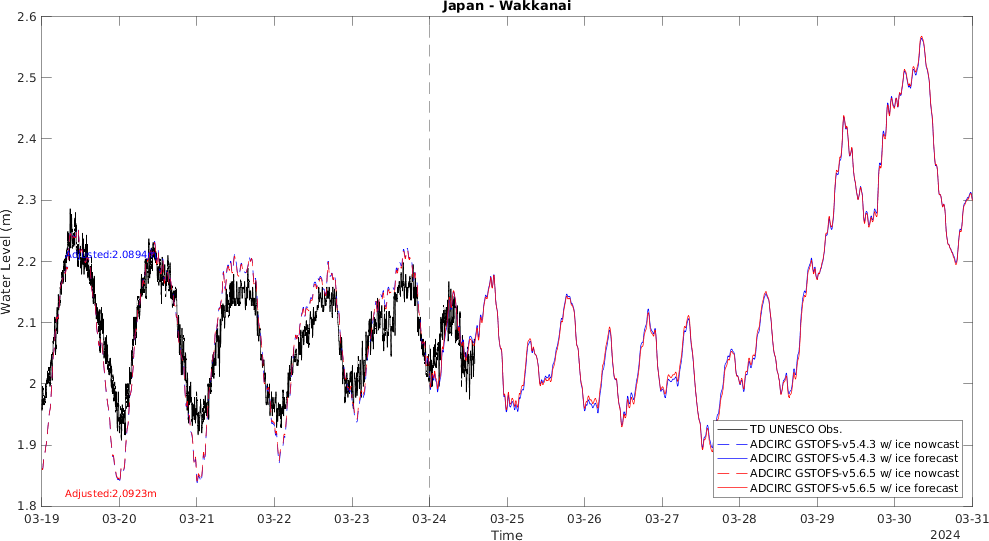 Japan - Wakkanai
Water Level (m)
2.6
2.5
2.4
2.3
2.2
2.1
2
1.9
1.8
Adjusted:2.0894m
Adjusted:2.0923m
TD UNESCO Obs.
ADCIRC GSTOFS-v5.4.3 w/ ice nowcast
ADCIRC GSTOFS-v5.4.3 w/ ice forecast
ADCIRC GSTOFS-v5.6.5 w/ ice nowcast
ADCIRC GSTOFS-v5.6.5 w/ ice forecast
03-19 03-20 03-21 03-22 03-23 03-24 03-25 03-26 03-27 03-28 03-29 03-30 03-31
Time
2024